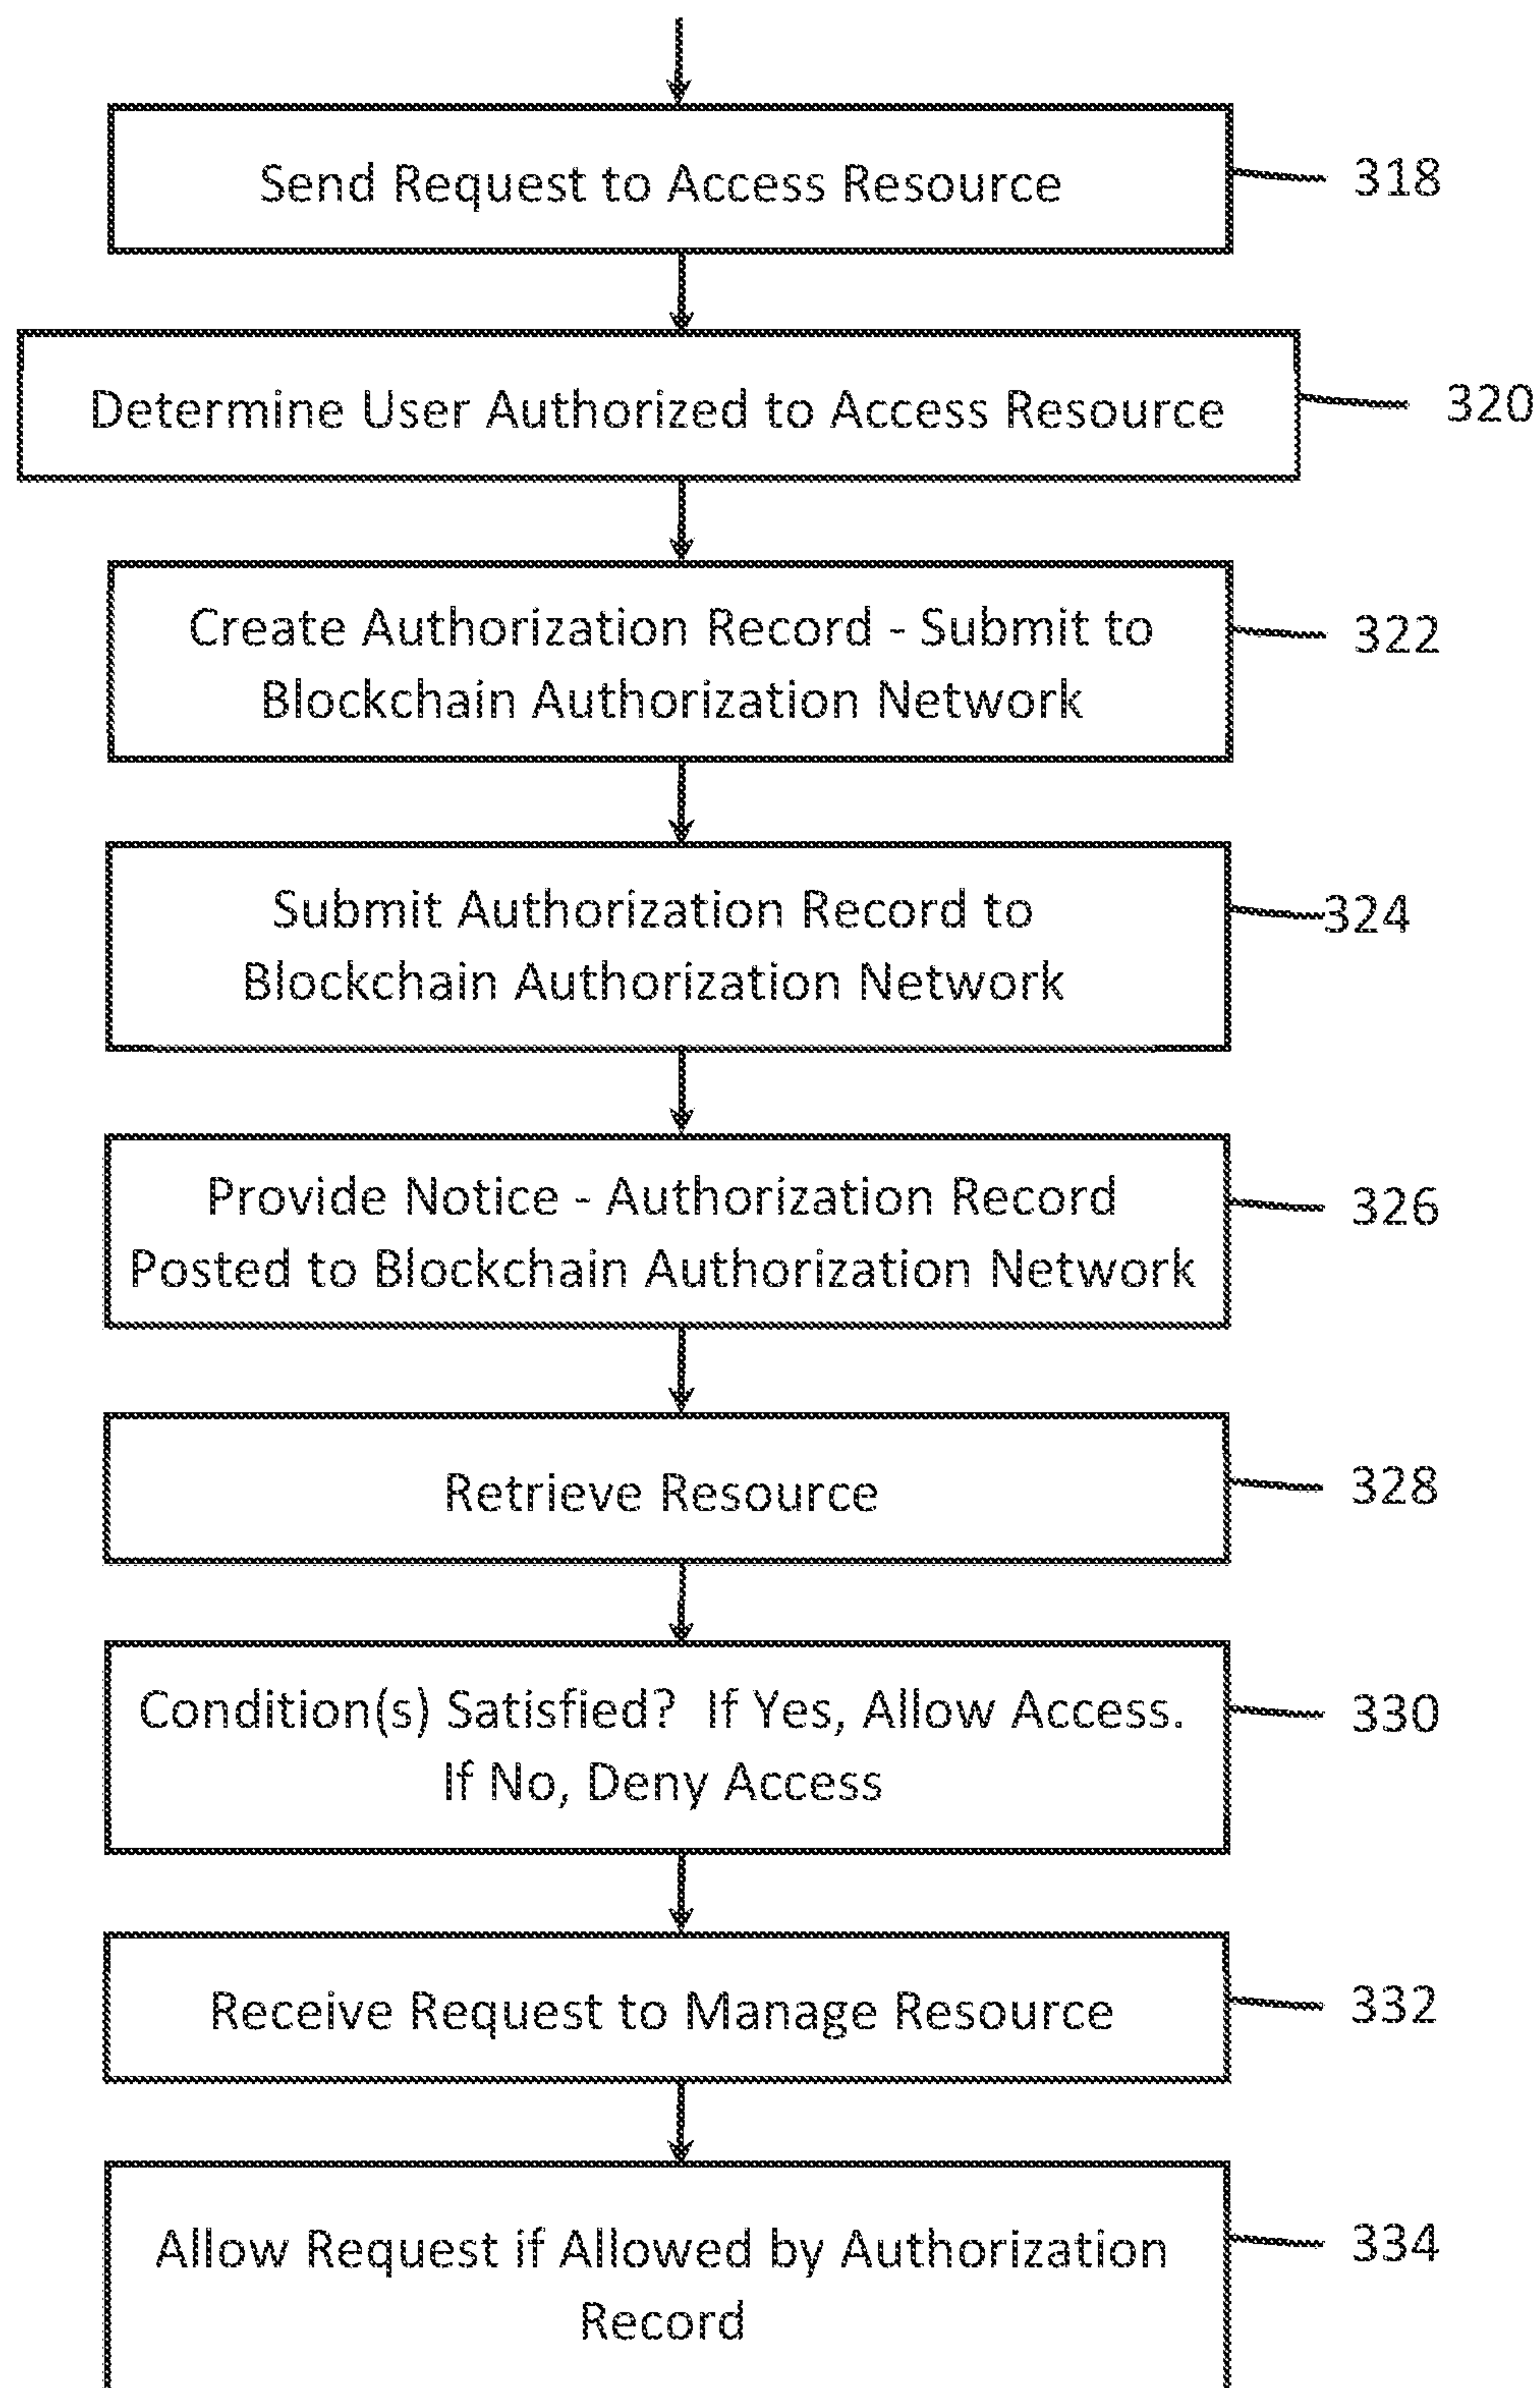 Send Request to Access Resource
318
Determine User Authorized to Access Resource
320
Create Authorization Record - Submit to
Blockchain Authorization Network
322
Submit Authorization Record to
Blockchain Authorization Network
324
Provide Notice - Authorization Record
Posted to Blockchain Authorization Network
326
Retrieve Resource
328
Condition(s) Satisfied? If Yes, Allow Access.
If No, Deny Access
330
Receive Request to Manage Resource
332
Allow Request if Allowed by Authorization
Record
334